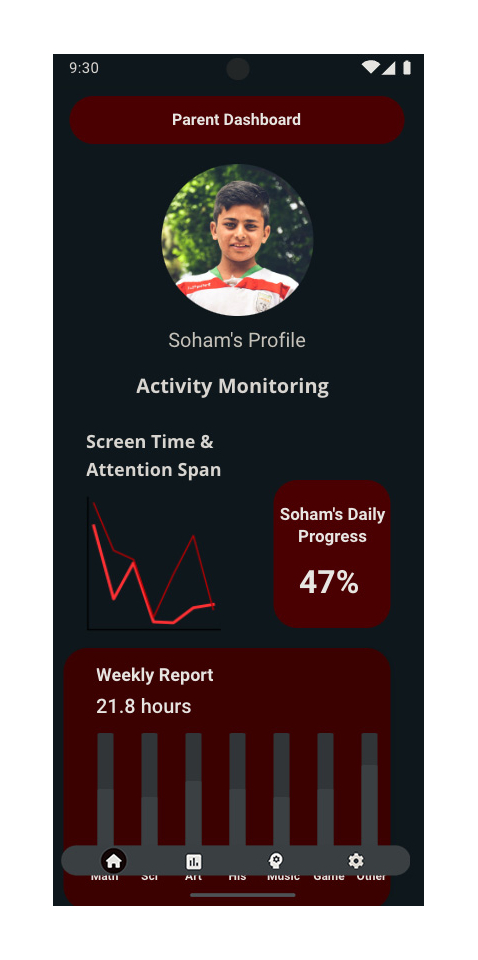 9:30
Parent Dashboard
Soham's Profile
Activity Monitoring
Screen Time &
Attention Span
Soham's Daily
Progress
47%
Weekly Report
21.8 hours
Math Sci Art His Music Game Other